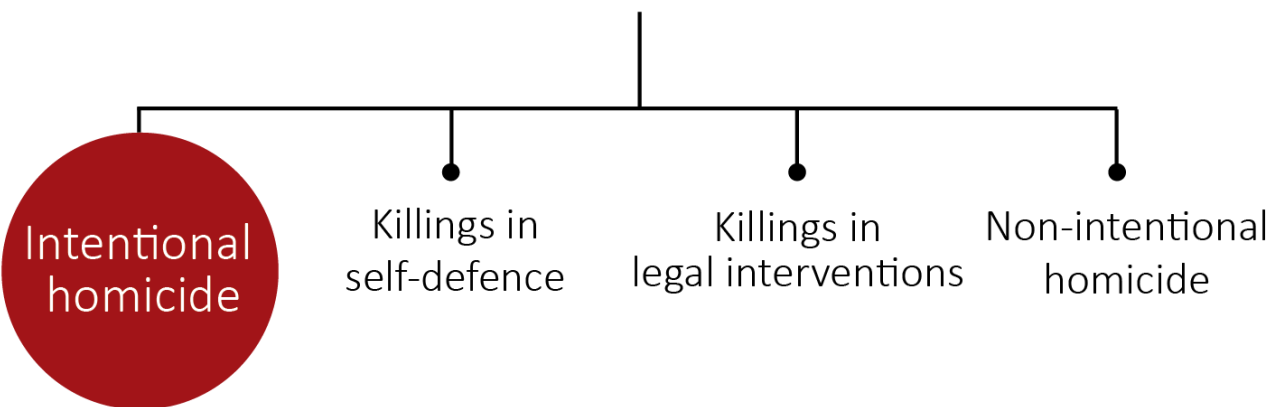 Intentional
homicide
Killings in
self-defence
Killings in
legal interventions
Non-intentional
homicide